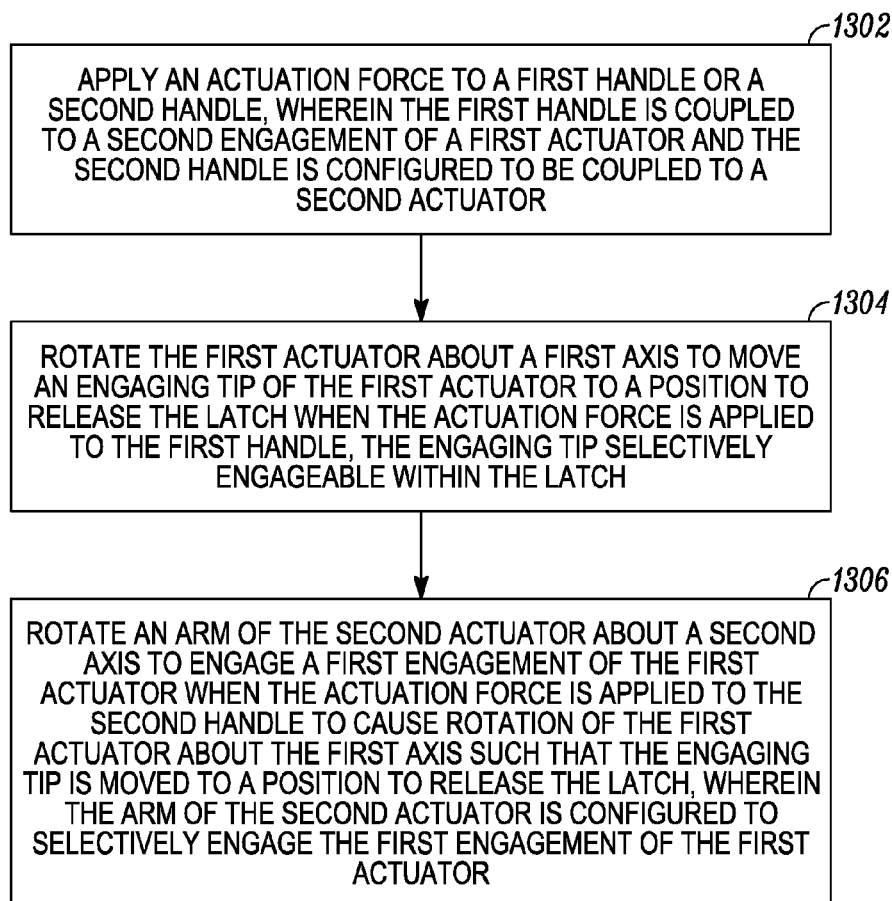 1302
APPLY AN ACTUATION FORCE TO A FIRST HANDLE OR A
SECOND HANDLE, WHEREIN THE FIRST HANDLE IS COUPLED
TO A SECOND ENGAGEMENT OF A FIRST ACTUATOR AND THE
SECOND HANDLE IS CONFIGURED TO BE COUPLED TO A
SECOND ACTUATOR
1304
ROTATE THE FIRST ACTUATOR ABOUT A FIRST AXIS TO MOVE
AN ENGAGING TIP OF THE FIRST ACTUATOR TO A POSITION TO
RELEASE THE LATCH WHEN THE ACTUATION FORCE IS APPLIED
TO THE FIRST HANDLE, THE ENGAGING TIP SELECTIVELY
ENGAGEABLE WITHIN THE LATCH
1306
ROTATE AN ARM OF THE SECOND ACTUATOR ABOUT A SECOND
AXIS TO ENGAGE A FIRST ENGAGEMENT OF THE FIRST
ACTUATOR WHEN THE ACTUATION FORCE IS APPLIED TO THE
SECOND HANDLE TO CAUSE ROTATION OF THE FIRST
ACTUATOR ABOUT THE FIRST AXIS SUCH THAT THE ENGAGING
TIP IS MOVED TO A POSITION TO RELEASE THE LATCH, WHEREIN
THE ARM OF THE SECOND ACTUATOR IS CONFIGURED TO
SELECTIVELY ENGAGE THE FIRST ENGAGEMENT OF THE FIRST
ACTUATOR